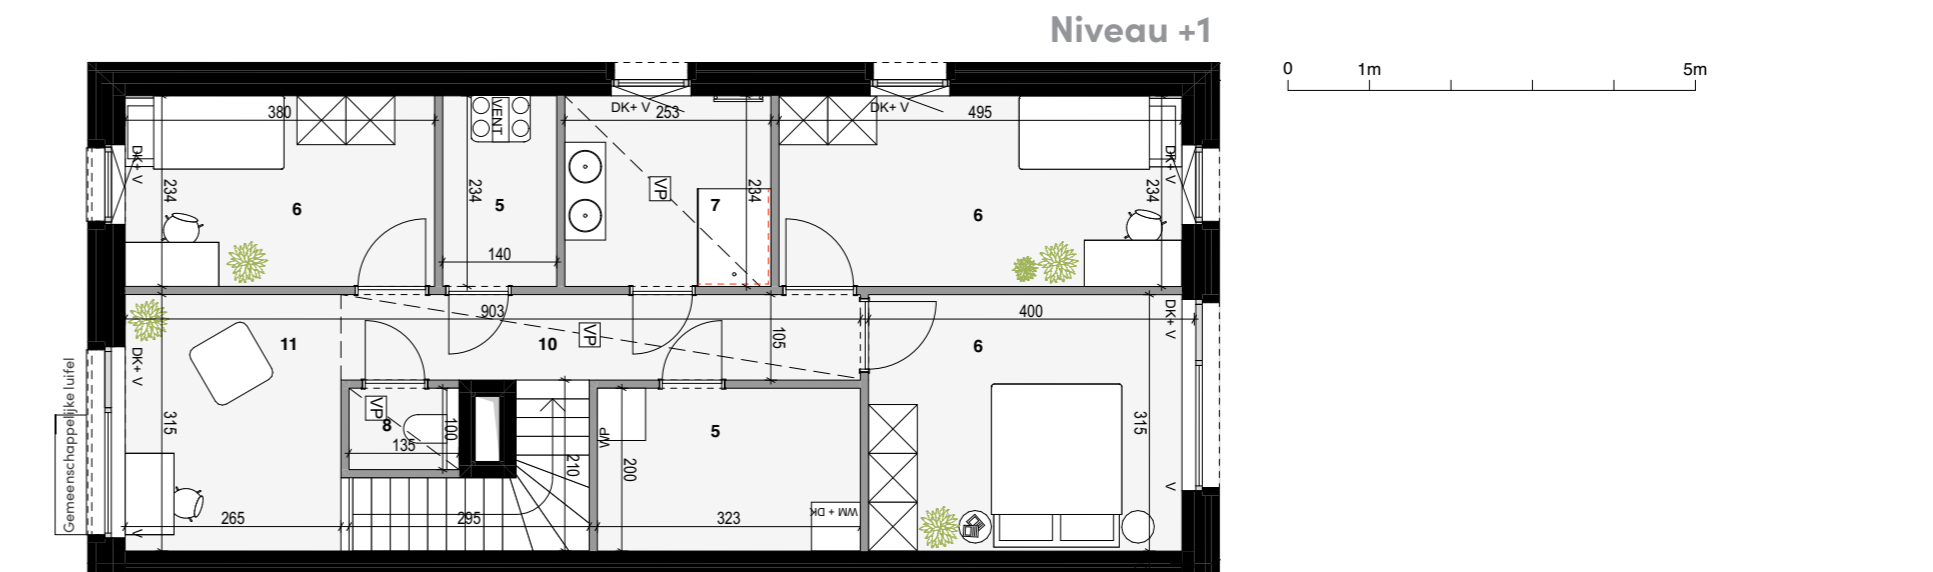 Niveau +1
0 1m 5m
DK+ V DK+ V
380 253 495
VENT
DK+ V DK+ V
VP
234 234 234 234
6 5 7 6
140
903 400
DK+ V
VP
105
11 10 6
DK+ V
Gemeenschappelijke luifel
VP
315 8 100 5 315
135
WP
210 200
V
WM + DK
265 295 323
V